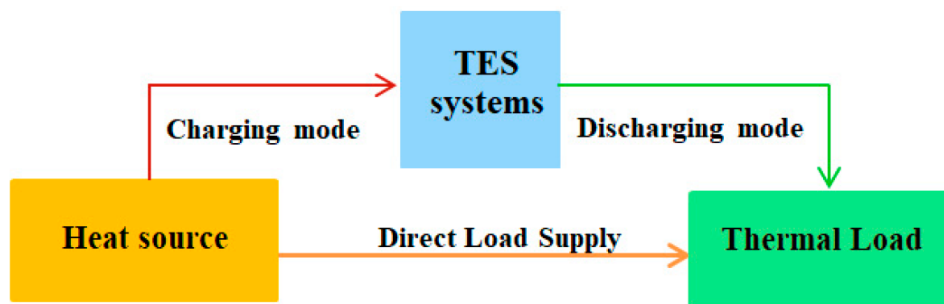 TES
systems
Charging mode
Discharging mode
Heat source
Direct Load Supply
Thermal Load